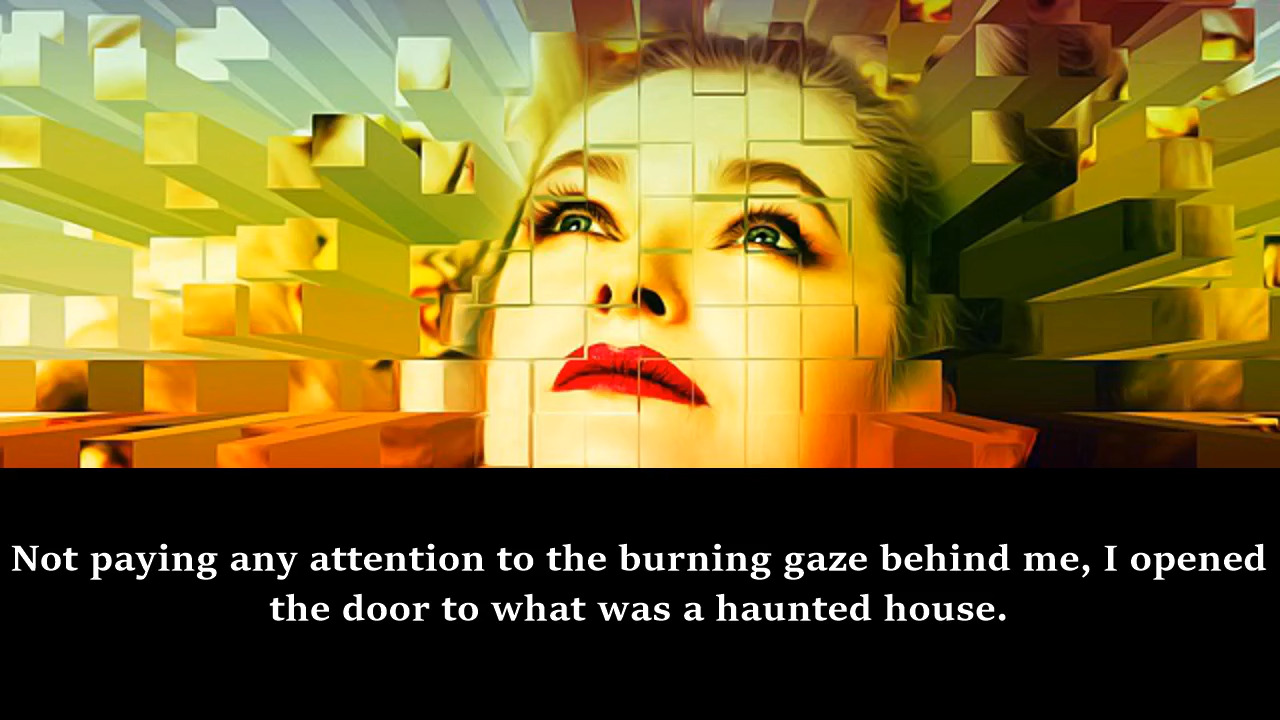 Not paying any attention to the burning gaze behind me, I opened
the door to what was a haunted house.